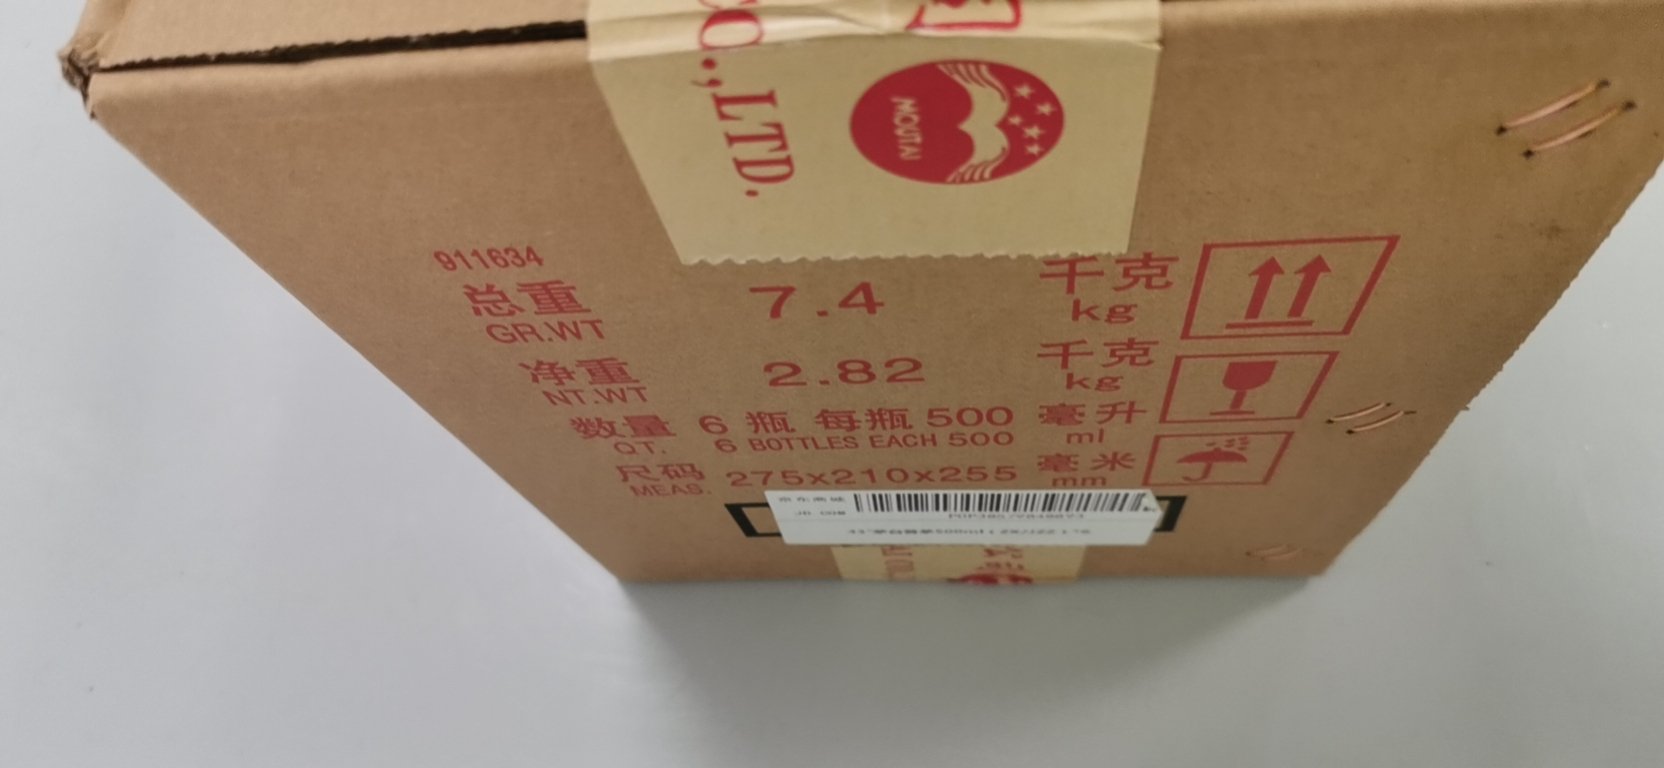 CO.,LTD.
MOUTAI
911634
总重 7.4 千克
GR.WT kg
净重 2.82 千克
NT.WT kg
数量 6 瓶 每瓶 500 毫升
QT. 6 BOTTLES EACH 500 ml
尺码 275x210x255 毫米
MEAS. mm